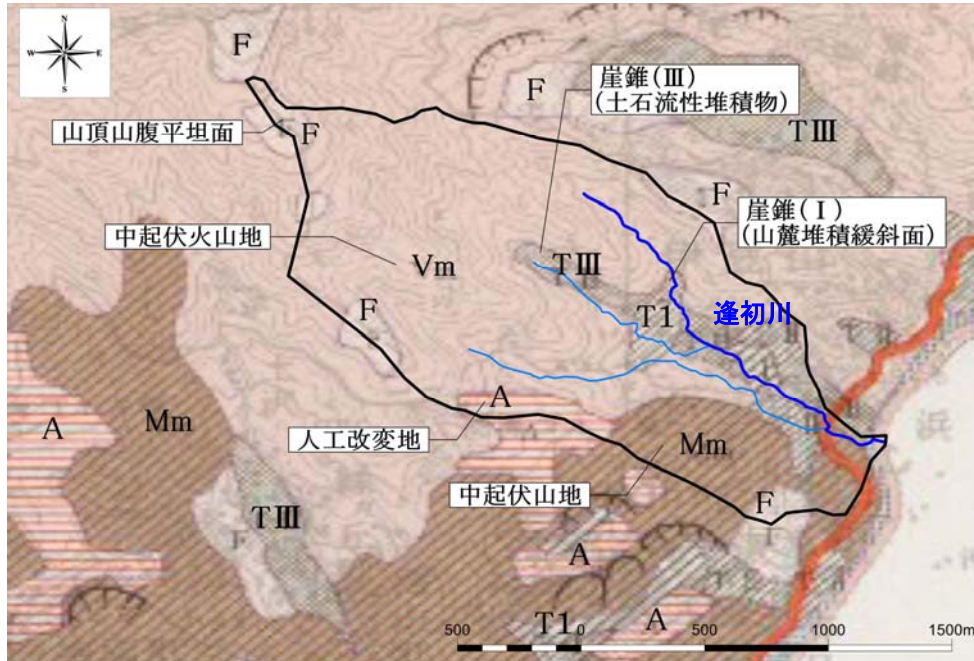 N
W E
S
F
F
崖錐(Ⅲ)
(土石流性堆積物)
山頂山腹平坦面
F
TⅢ
F
崖錐(Ⅰ)
(山麓堆積緩斜面)
中起伏火山地
Vm
TⅢ
F
T1
逢初川
A
人工改変地
A
Mm
Mm
中起伏山地
F
TⅢ
A
T1
A
500 0 500 1000 1500m